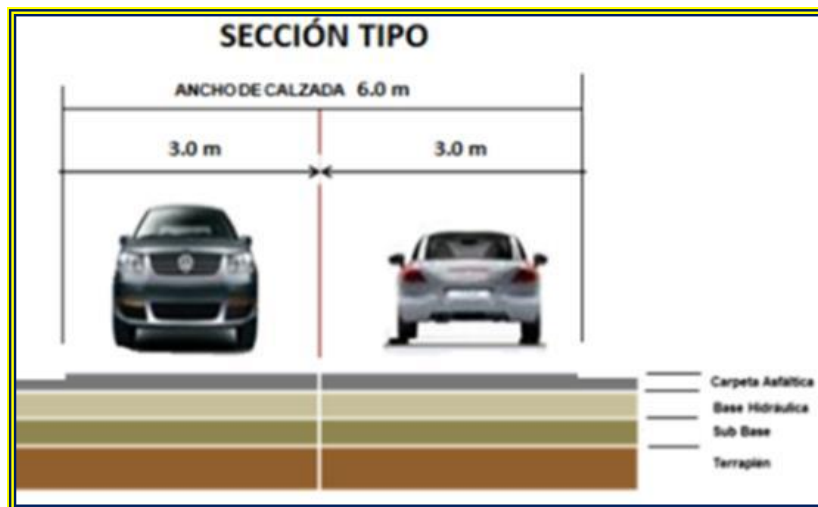 SECCIÓN TIPO
ANCHO DE CALZADA 6.0 m
3.0 m
3.0 m
Carpeta Asfáltica
Base Hidráulica
Sub Base
Terraplén